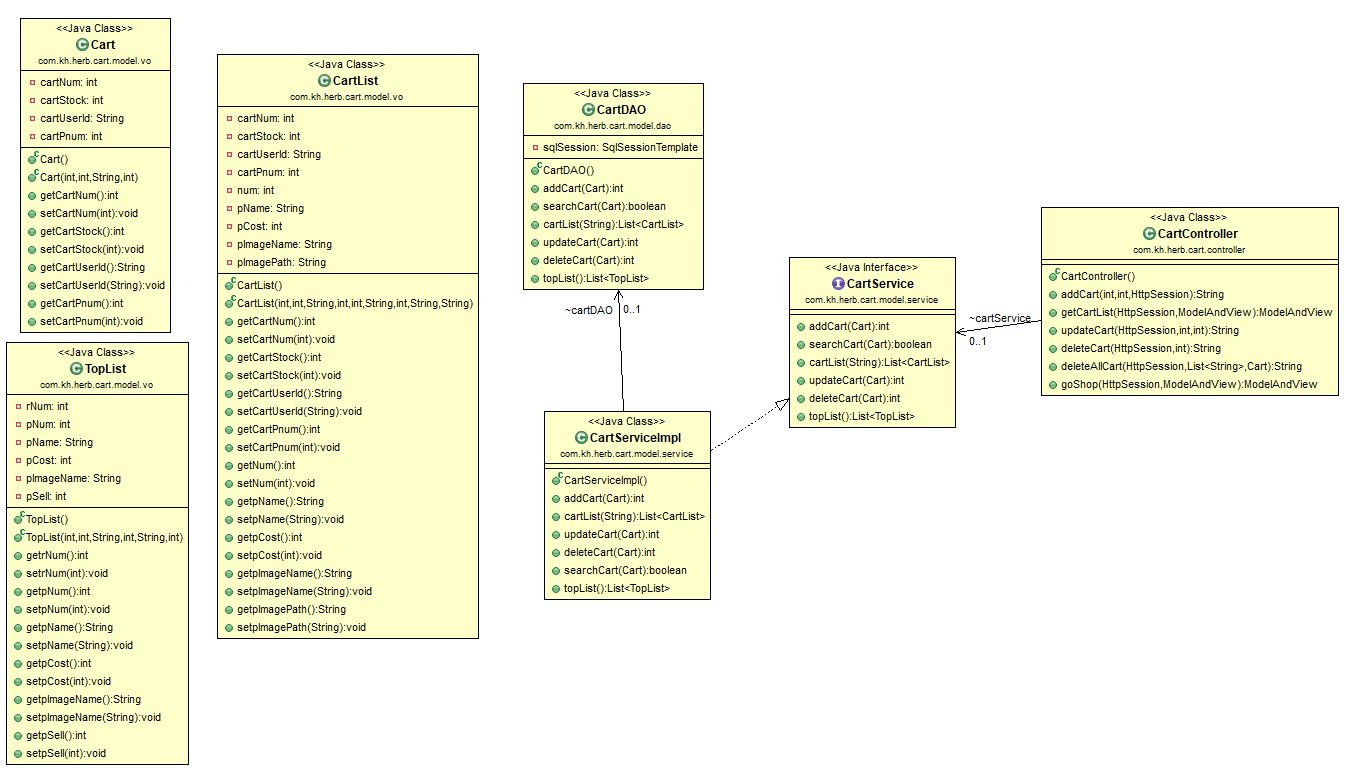 <<Java Class>>
Cart
com.kh.herb.cart.model.vo
cartNum: int
cartStock: int
cartUserId: String
cartPnum: int
Cart()
Cart(int,int,String,int)
getCartNum():int
setCartNum(int):void
getCartStock():int
setCartStock(int):void
getCartUserId():String
setCartUserId(String):void
getCartPnum():int
setCartPnum(int):void
<<Java Class>>
TopList
com.kh.herb.cart.model.vo
rNum: int
pNum: int
pName: String
pCost: int
pImageName: String
pSell: int
TopList()
TopList(int,int,String,int,String,int)
getrNum():int
setrNum(int):void
getpNum():int
setpNum(int):void
getpName():String
setpName(String):void
getpCost():int
setpCost(int):void
getpImageName():String
setpImageName(String):void
getpSell():int
setpSell(int):void
<<Java Class>>
CartList
com.kh.herb.cart.model.vo
cartNum: int
cartStock: int
cartUserId: String
cartPnum: int
num: int
pName: String
pCost: int
pImageName: String
pImagePath: String
CartList()
CartList(int,int,String,int,int,String,int,String,String)
getCartNum():int
setCartNum(int):void
getCartStock():int
setCartStock(int):void
getCartUserId():String
setCartUserId(String):void
getCartPnum():int
setCartPnum(int):void
getNum():int
setNum(int):void
getpName():String
setpName(String):void
getpCost():int
setpCost(int):void
getpImageName():String
setpImageName(String):void
getpImagePath():String
setpImagePath(String):void
<<Java Class>>
CartDAO
com.kh.herb.cart.model.dao
sqlSession: SqlSessionTemplate
CartDAO()
addCart(Cart):int
searchCart(Cart):boolean
cartList(String):List<CartList>
updateCart(Cart):int
deleteCart(Cart):int
topList():List<TopList>
~cartDAO
0..1
<<Java Class>>
CartServiceImpl
com.kh.herb.cart.model.service
CartServiceImpl()
addCart(Cart):int
cartList(String):List<CartList>
updateCart(Cart):int
deleteCart(Cart):int
searchCart(Cart):boolean
topList():List<TopList>
<<Java Interface>>
CartService
com.kh.herb.cart.model.service
addCart(Cart):int
searchCart(Cart):boolean
cartList(String):List<CartList>
updateCart(Cart):int
deleteCart(Cart):int
topList():List<TopList>
~cartService
0..1
<<Java Class>>
CartController
com.kh.herb.cart.controller
CartController()
addCart(int,int,HttpSession):String
getCartList(HttpSession,ModelAndView):ModelAndView
updateCart(HttpSession,int,int):String
deleteCart(HttpSession,int):String
deleteAllCart(HttpSession,List<String>,Cart):String
goShop(HttpSession,ModelAndView):ModelAndView